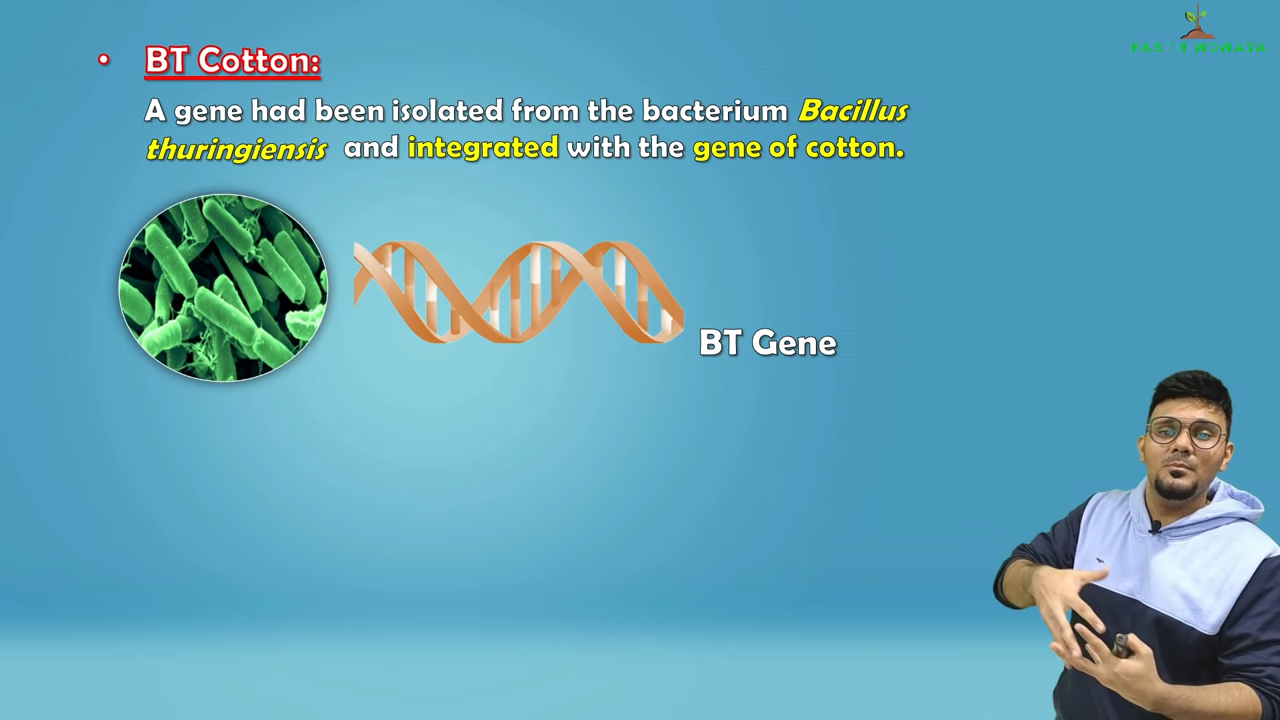 • BT Cotton:
A gene had been isolated from the bacterium Bacillus
thuringiensis and integrated with the gene of cotton.
BT Gene